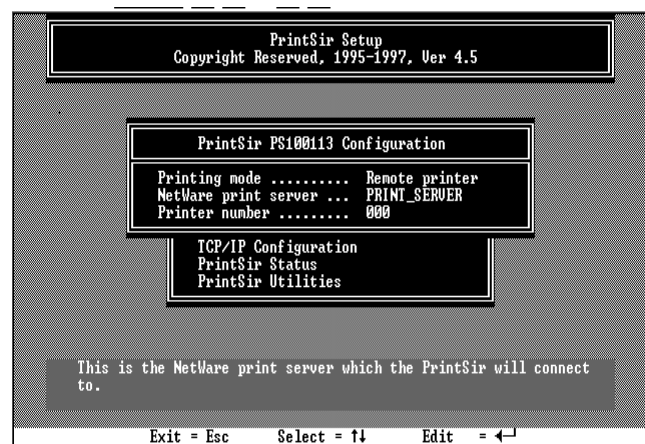 PrintSir Setup
Copyright Reserved, 1995-1997, Ver 4.5
PrintSir PS100113 Configuration
Printing mode .......... Remote printer
NetWare print server ... PRINT_SERVER
Printer number ......... 000
TCP/IP Configuration
PrintSir Status
PrintSir Utilities
This is the NetWare print server which the PrintSir will connect
to.
Exit = Esc Select = ↑↓ Edit = ↵